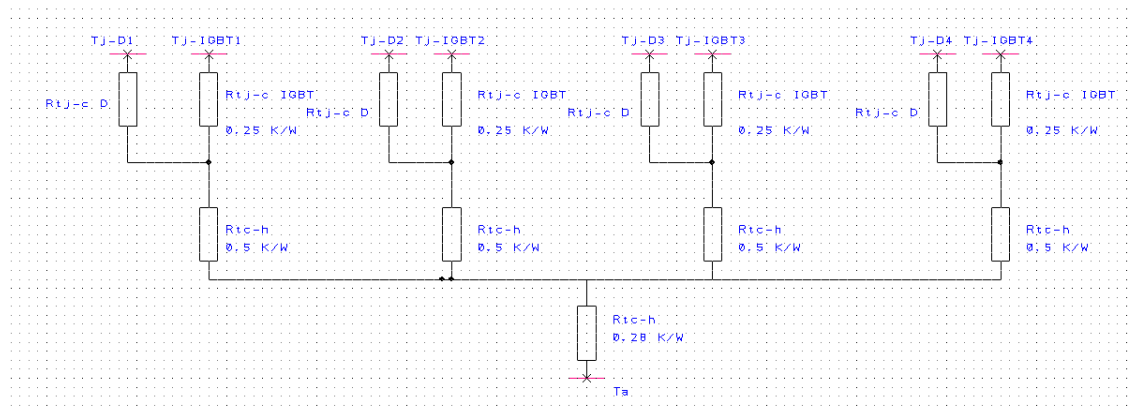 Tj-D1 Tj-IGBT1 Tj-D2 Tj-IGBT2 Tj-D3 Tj-IGBT3 Tj-D4 Tj-IGBT4
Rtj-c D Rtj-c IGBT Rtj-c D Rtj-c IGBT Rtj-c D Rtj-c IGBT Rtj-c D Rtj-c IGBT
0.25 K/W 0.25 K/W 0.25 K/W 0.25 K/W
Rtc-h Rtc-h Rtc-h Rtc-h
0.5 K/W 0.5 K/W 0.5 K/W 0.5 K/W
Rtc-h
0.28 K/W
Ta